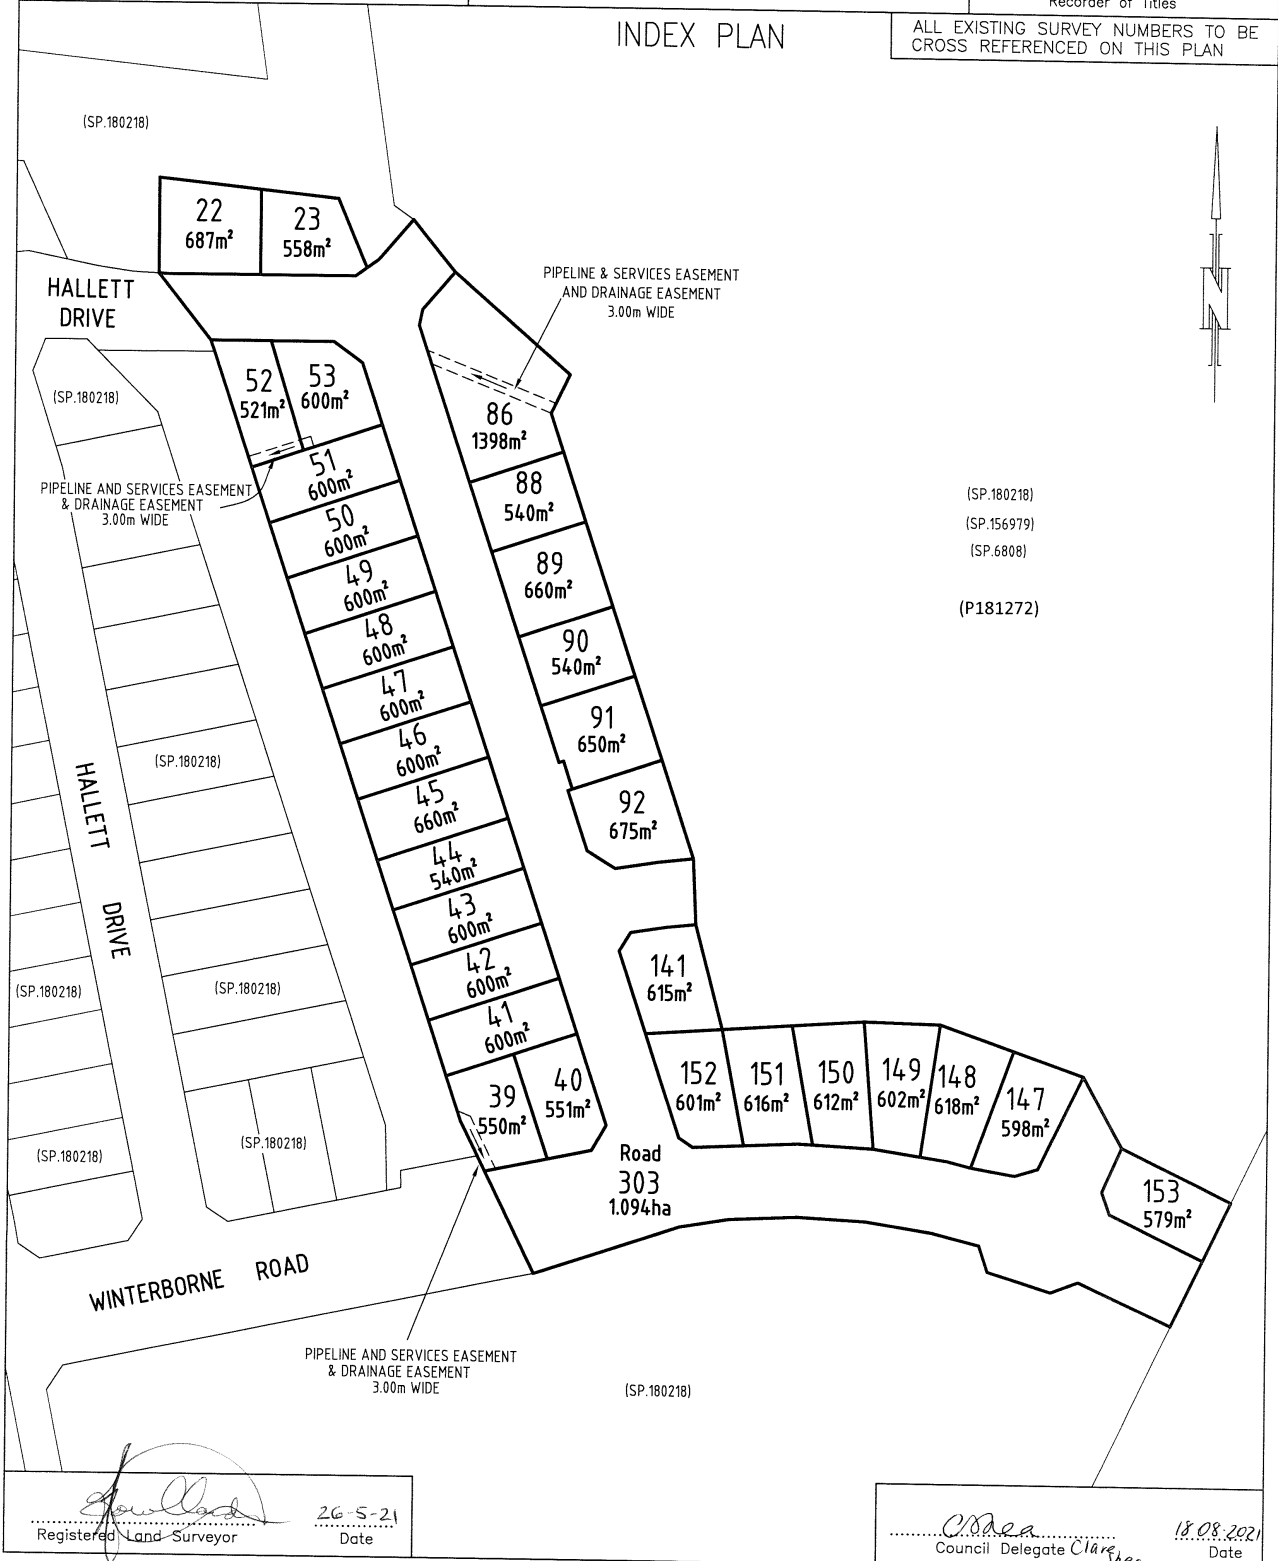 Recorder of Titles
INDEX PLAN
ALL EXISTING SURVEY NUMBERS TO BE
CROSS REFERENCED ON THIS PLAN
(SP.180218)
22
687m²
23
558m²
N
HALLETT
DRIVE
PIPELINE & SERVICES EASEMENT
AND DRAINAGE EASEMENT
3.00m WIDE
(SP.180218)
52
521m²
53
600m²
86
1398m²
51
600m²
PIPELINE AND SERVICES EASEMENT
& DRAINAGE EASEMENT
3.00m WIDE
88
540m²
(SP.180218)
(SP.156979)
(SP.6808)
(P181272)
50
600m²
49
600m²
89
660m²
48
600m²
90
540m²
47
600m²
91
650m²
46
600m²
(SP.180218)
HALLETT
DRIVE
45
660m²
92
675m²
44
540m²
43
600m²
42
600m²
141
615m²
(SP.180218)
(SP.180218)
41
600m²
39
550m²
40
551m²
152
601m²
151
616m²
150
612m²
149
602m²
148
618m²
147
598m²
(SP.180218)
(SP.180218)
Road
303
1.094ha
153
579m²
WINTERBORNE ROAD
PIPELINE AND SERVICES EASEMENT
& DRAINAGE EASEMENT
3.00m WIDE
(SP.180218)
26-5-21
Registered Land Surveyor
Date
18.08.2021
Council Delegate Clare
Date